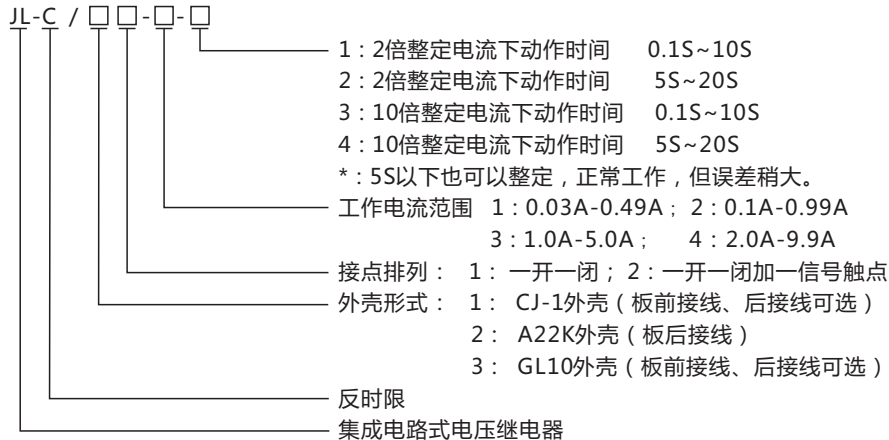 JL-C / □ □ - □ - □
1：2倍整定电流下动作时间 0.1S~10S
2：2倍整定电流下动作时间 5S~20S
3：10倍整定电流下动作时间 0.1S~10S
4：10倍整定电流下动作时间 5S~20S
*：5S以下也可以整定，正常工作，但误差稍大。
工作电流范围 1：0.03A-0.49A； 2：0.1A-0.99A
3：1.0A-5.0A； 4：2.0A-9.9A
接点排列： 1： 一开一闭； 2：一开一闭加一信号触点
外壳形式： 1： CJ-1外壳（板前接线、后接线可选）
2： A22K外壳（板后接线）
3： GL10外壳（板前接线、后接线可选）
反时限
集成电路式电压继电器